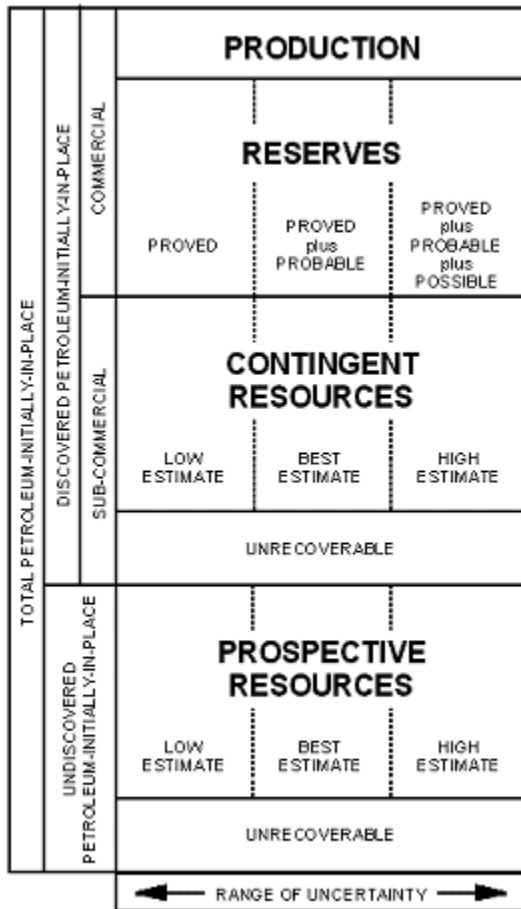 PRODUCTION
RESERVES
PROVED
PROVED
plus
PROBABLE
PROVED
plus
PROBABLE
plus
POSSIBLE
CONTINGENT
RESOURCES
LOW
ESTIMATE
BEST
ESTIMATE
HIGH
ESTIMATE
UNRECOVERABLE
PROSPECTIVE
RESOURCES
LOW
ESTIMATE
BEST
ESTIMATE
HIGH
ESTIMATE
UNRECOVERABLE
RANGE OF UNCERTAINTY
TOTAL PETROLEUM-INITIALLY-IN-PLACE
DISCOVERED PETROLEUM-INITIALLY-IN-PLACE
COMMERCIAL
SUB-COMMERCIAL
UNDISCOVERED
PETROLEUM-INITIALLY-IN-PLACE